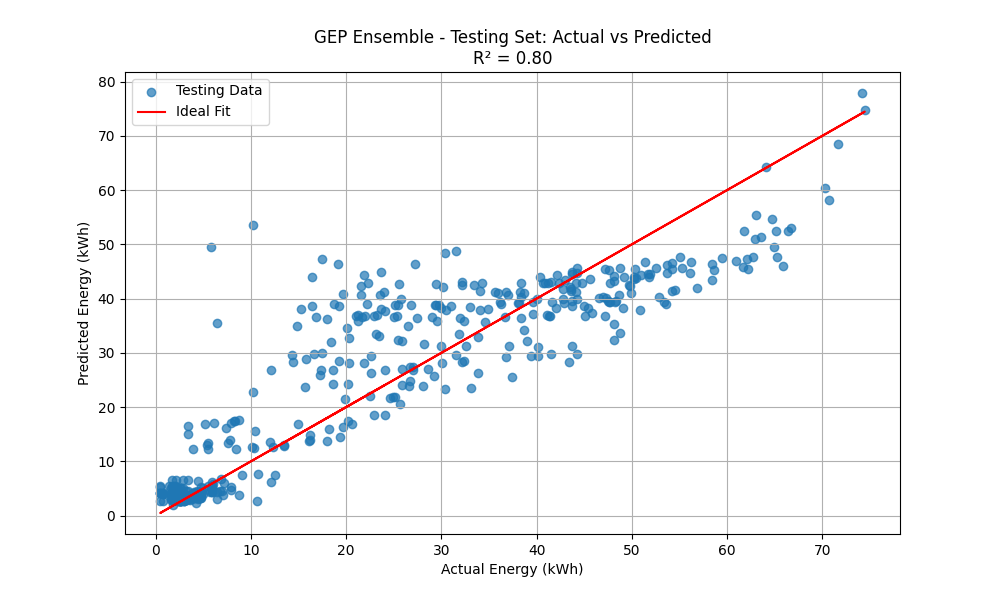 GEP Ensemble - Testing Set: Actual vs Predicted
R² = 0.80
Testing Data
Ideal Fit
Predicted Energy (kWh)
80
70
60
50
40
30
20
10
0
0 10 20 30 40 50 60 70
Actual Energy (kWh)